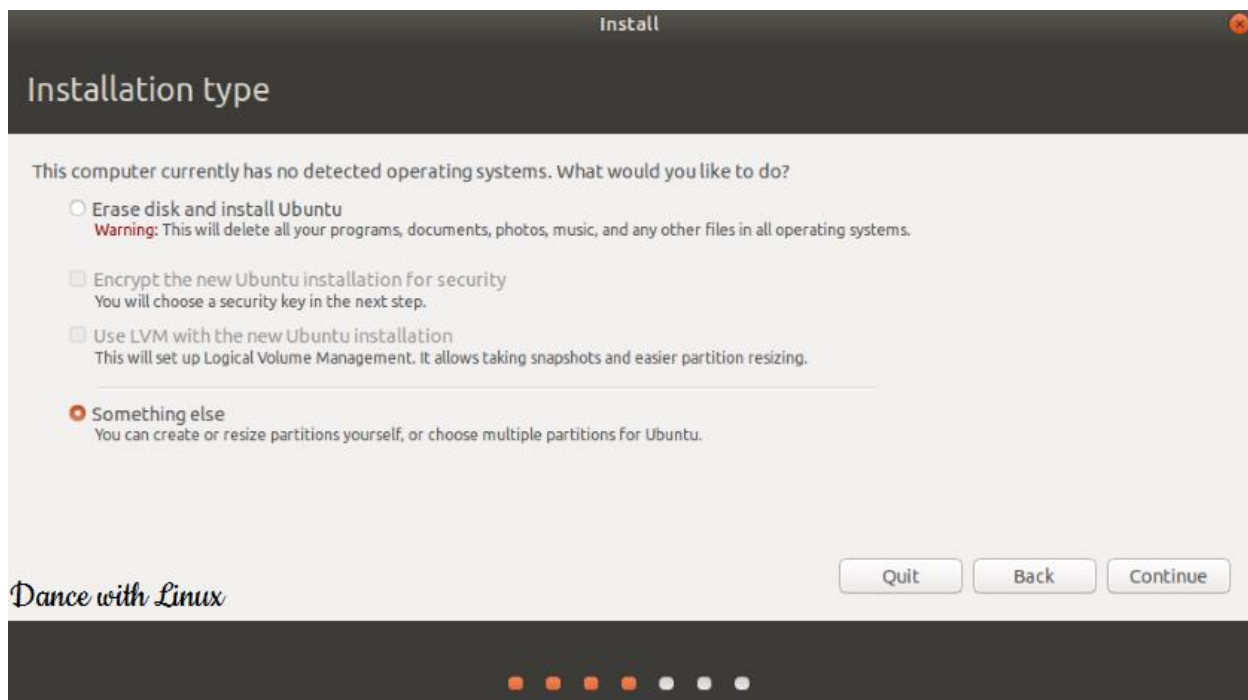 Install
Installation type
This computer currently has no detected operating systems. What would you like to do?
Erase disk and install Ubuntu
Warning: This will delete all your programs, documents, photos, music, and any other files in all operating systems.
Encrypt the new Ubuntu installation for security
You will choose a security key in the next step.
Use LVM with the new Ubuntu installation
This will set up Logical Volume Management. It allows taking snapshots and easier partition resizing.
Something else
You can create or resize partitions yourself, or choose multiple partitions for Ubuntu.
Quit Back Continue
Dance with Linux